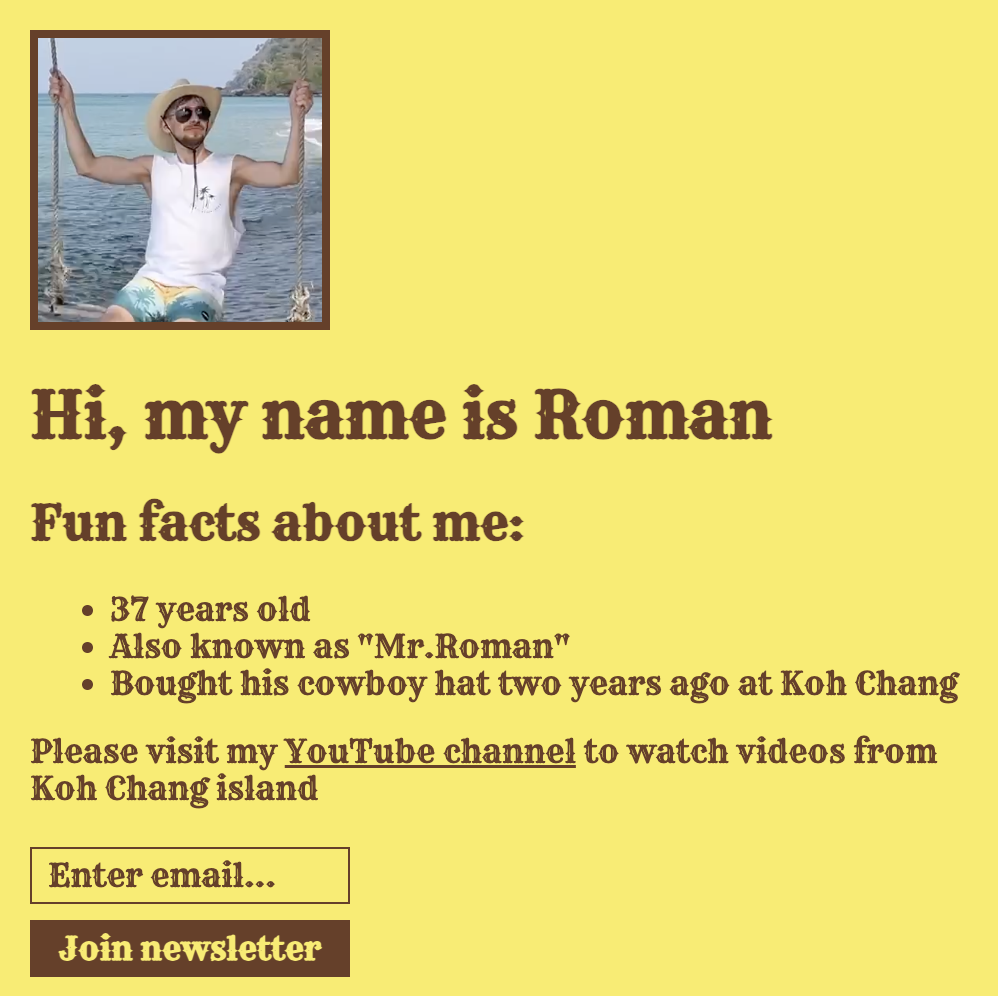 Hi, my name is Roman
Fun facts about me:
37 years old
Also known as "Mr.Roman"
Bought his cowboy hat two years ago at Koh Chang
Please visit my YouTube channel to watch videos from
Koh Chang island
Enter email...
Join newsletter